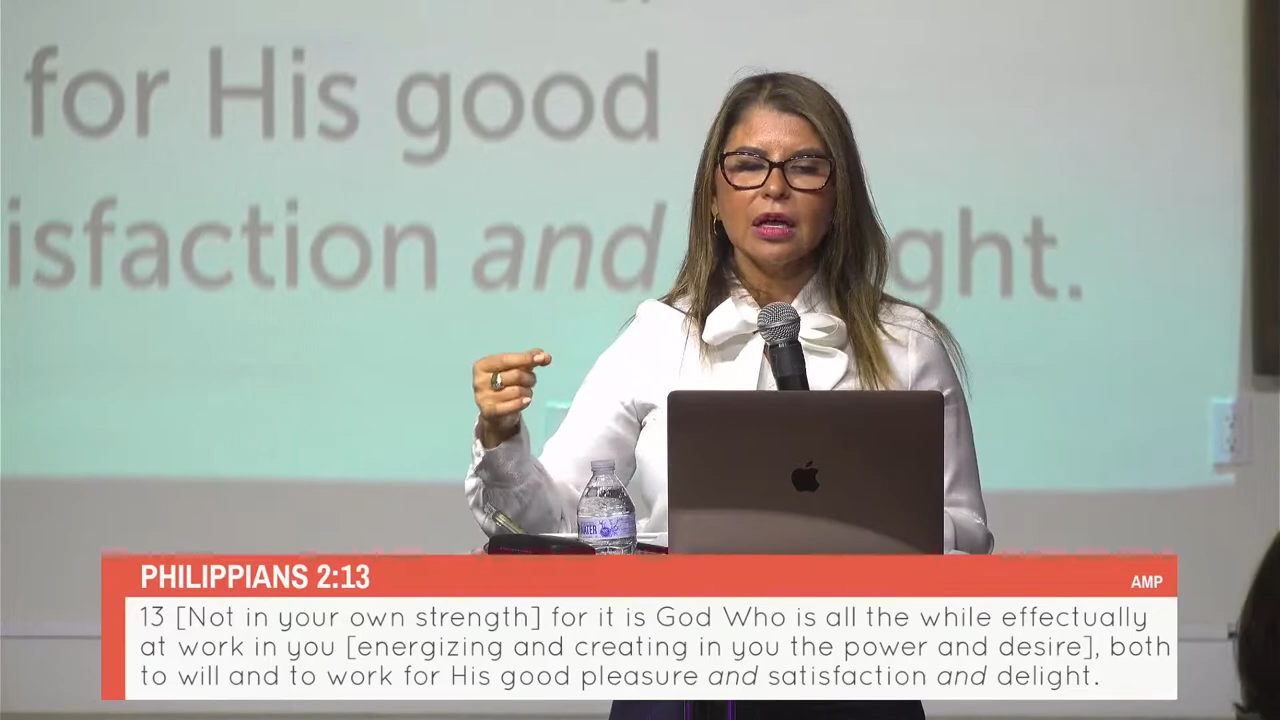 for His good
isfaction and ght.
WATER
PHILIPPIANS 2:13
AMP
13 [Not in your own strength] for it is God Who is all the while effectually
at work in you [energizing and creating in you the power and desire], both
to will and to work for His good pleasure and satisfaction and delight.